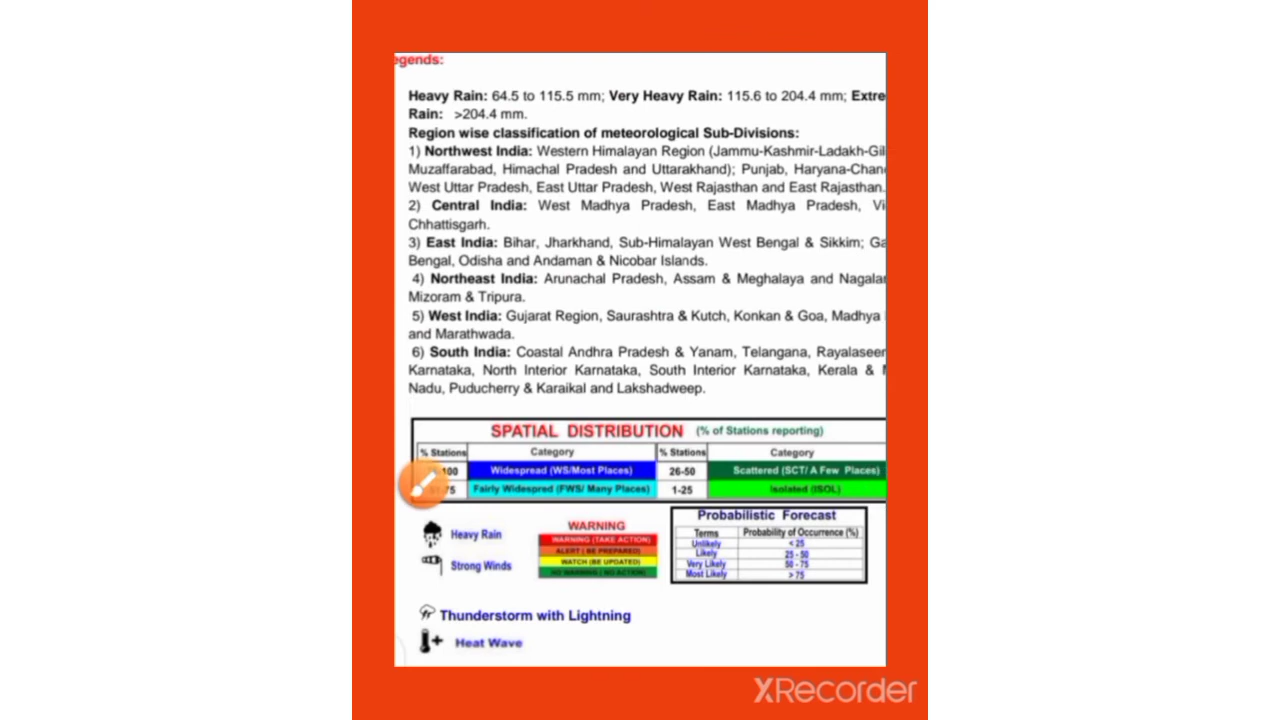 egends:
Heavy Rain: 64.5 to 115.5 mm; Very Heavy Rain: 115.6 to 204.4 mm; Extre
Rain: >204.4 mm.
Region wise classification of meteorological Sub-Divisions:
1) Northwest India: Western Himalayan Region (Jammu-Kashmir-Ladakh-Gil
Muzaffarabad, Himachal Pradesh and Uttarakhand); Punjab, Haryana-Chan
West Uttar Pradesh, East Uttar Pradesh, West Rajasthan and East Rajasthan.
2) Central India: West Madhya Pradesh, East Madhya Pradesh, Vi
Chhattisgarh.
3) East India: Bihar, Jharkhand, Sub-Himalayan West Bengal & Sikkim; Ga
Bengal, Odisha and Andaman & Nicobar Islands.
4) Northeast India: Arunachal Pradesh, Assam & Meghalaya and Nagalan
Mizoram & Tripura.
5) West India: Gujarat Region, Saurashtra & Kutch, Konkan & Goa, Madhya
and Marathwada.
6) South India: Coastal Andhra Pradesh & Yanam, Telangana, Rayalaseer
Karnataka, North Interior Karnataka, South Interior Karnataka, Kerala &
Nadu, Puducherry & Karaikal and Lakshadweep.
SPATIAL DISTRIBUTION (% of Stations reporting)
% Stations Category % Stations Category
100 Widespread (WS/Most Places) 26-50 Scattered (SCT/ A Few Places)
75 Fairly Widespred (FWS/ Many Places) 1-25 Isolated (ISOL)
Heavy Rain
Strong Winds
WARNING
WARNING (TAKE ACTION)
ALERT ( BE PREPARED)
WATCH (BE UPDATED)
NO WARNING ( NO ACTION)
Probabilistic Forecast
Terms Probability of Occurrence (%)
Unlikely < 25
Likely 25 - 50
Very Likely 50 - 75
Most Likely > 75
Thunderstorm with Lightning
Heat Wave
XRecorder